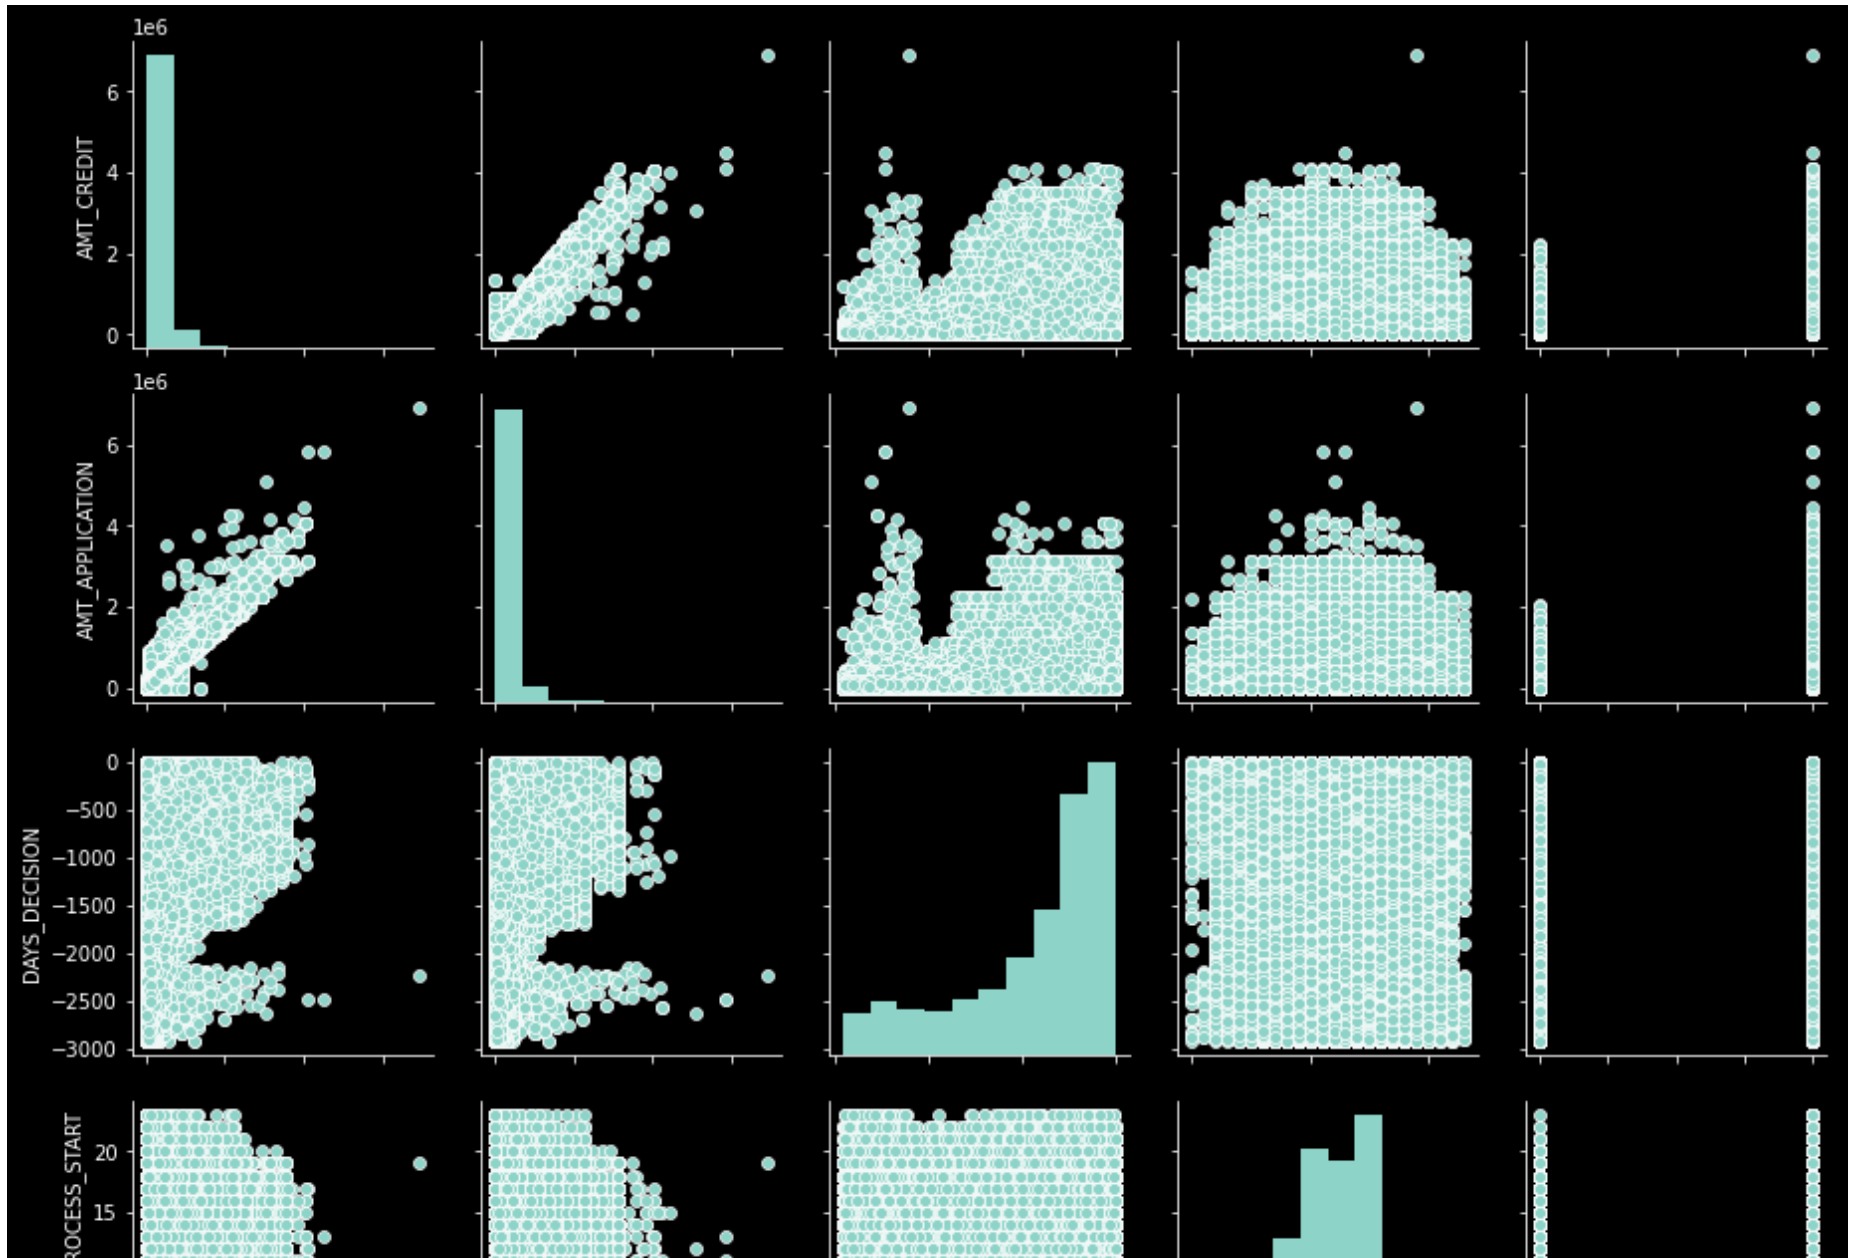 1e6
6
4
2
0
AMT_CREDIT
1e6
6
4
2
0
AMT_APPLICATION
0
−500
−1000
−1500
−2000
−2500
−3000
DAYS_DECISION
20
15
ROCESS_START